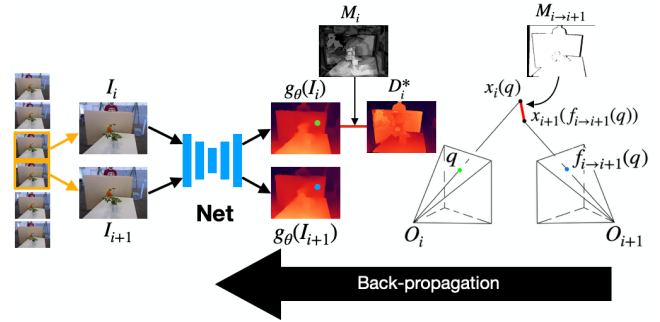 M_i
M_{i→i+1}
I_i
g_θ(I_i)
D_i^*
x_i(q)
x_{i+1}(f_{i→i+1}(q))
q
f_{i→i+1}(q)
Net
I_{i+1}
g_θ(I_{i+1})
O_i
O_{i+1}
Back-propagation